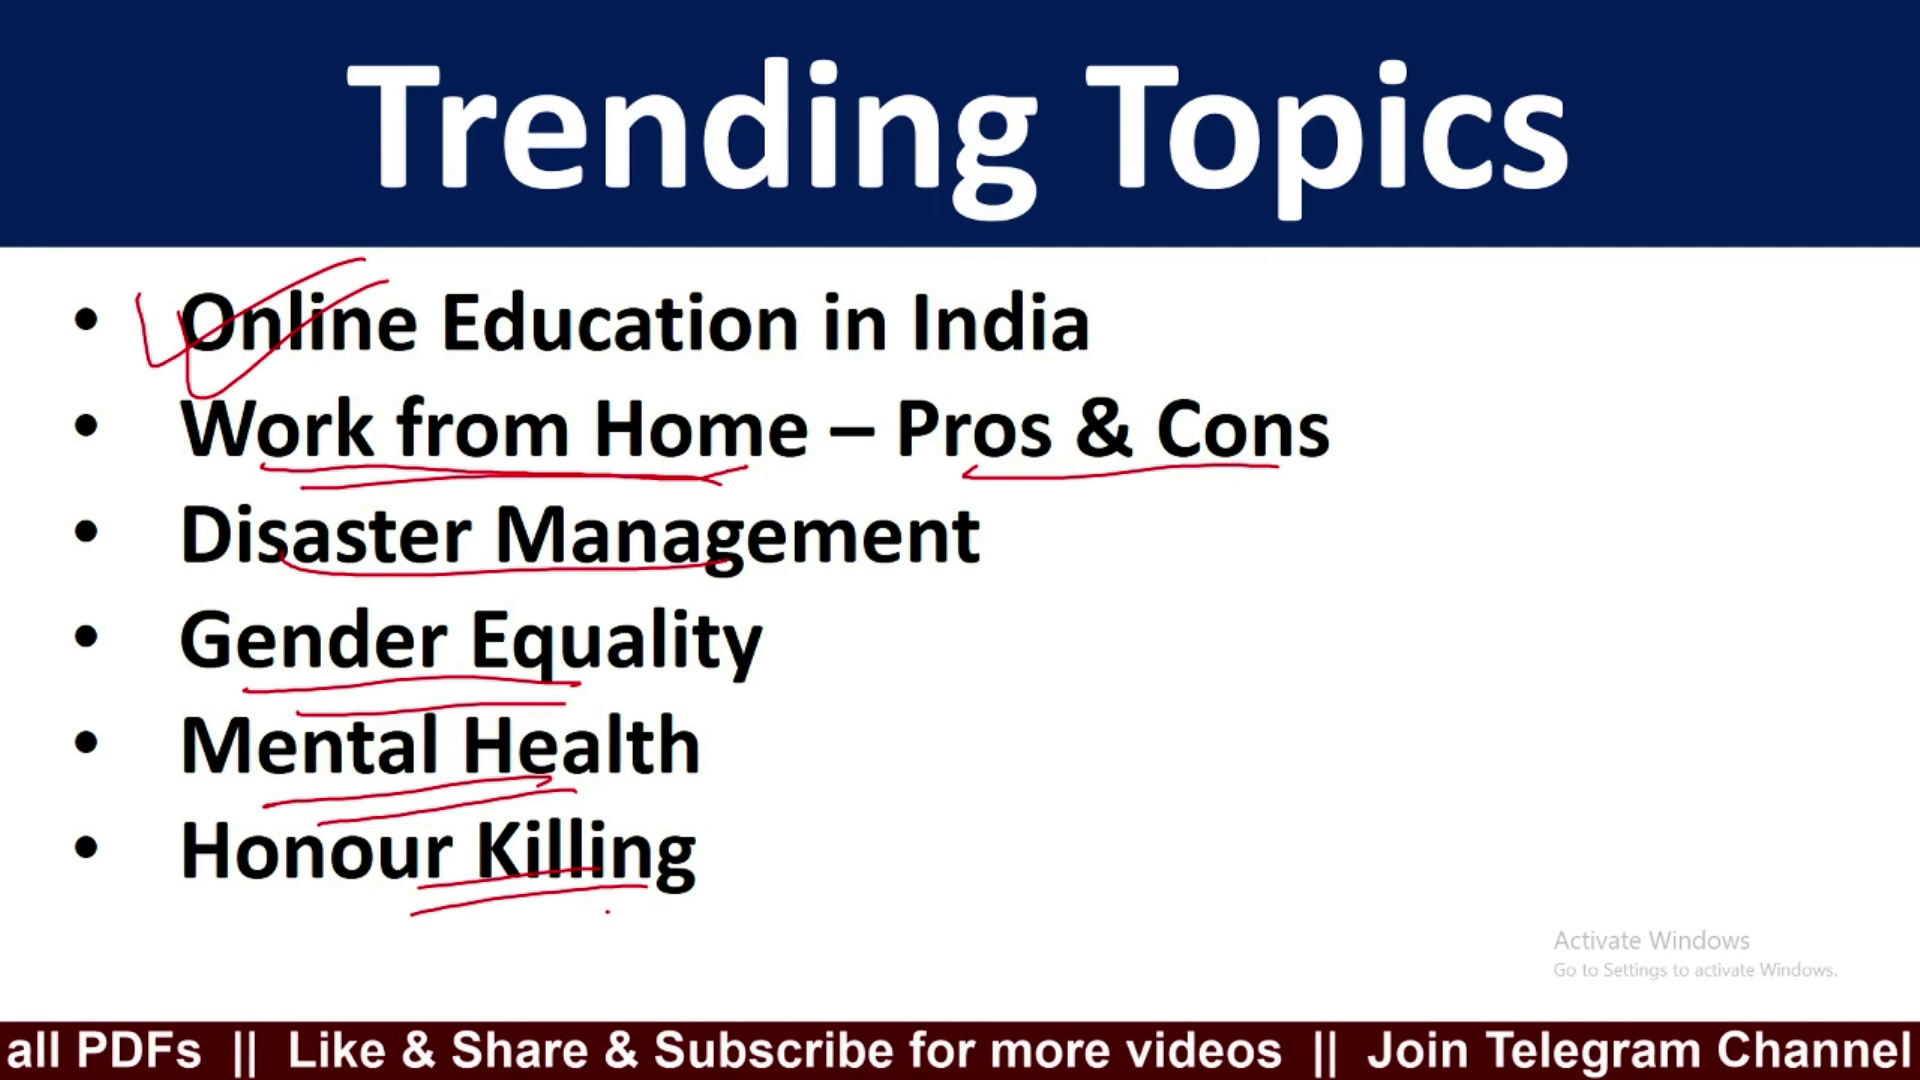 Trending Topics
• Online Education in India
• Work from Home – Pros & Cons
• Disaster Management
• Gender Equality
• Mental Health
• Honour Killing
Activate Windows
Go to Settings to activate Windows.
all PDFs || Like & Share & Subscribe for more videos || Join Telegram Channel